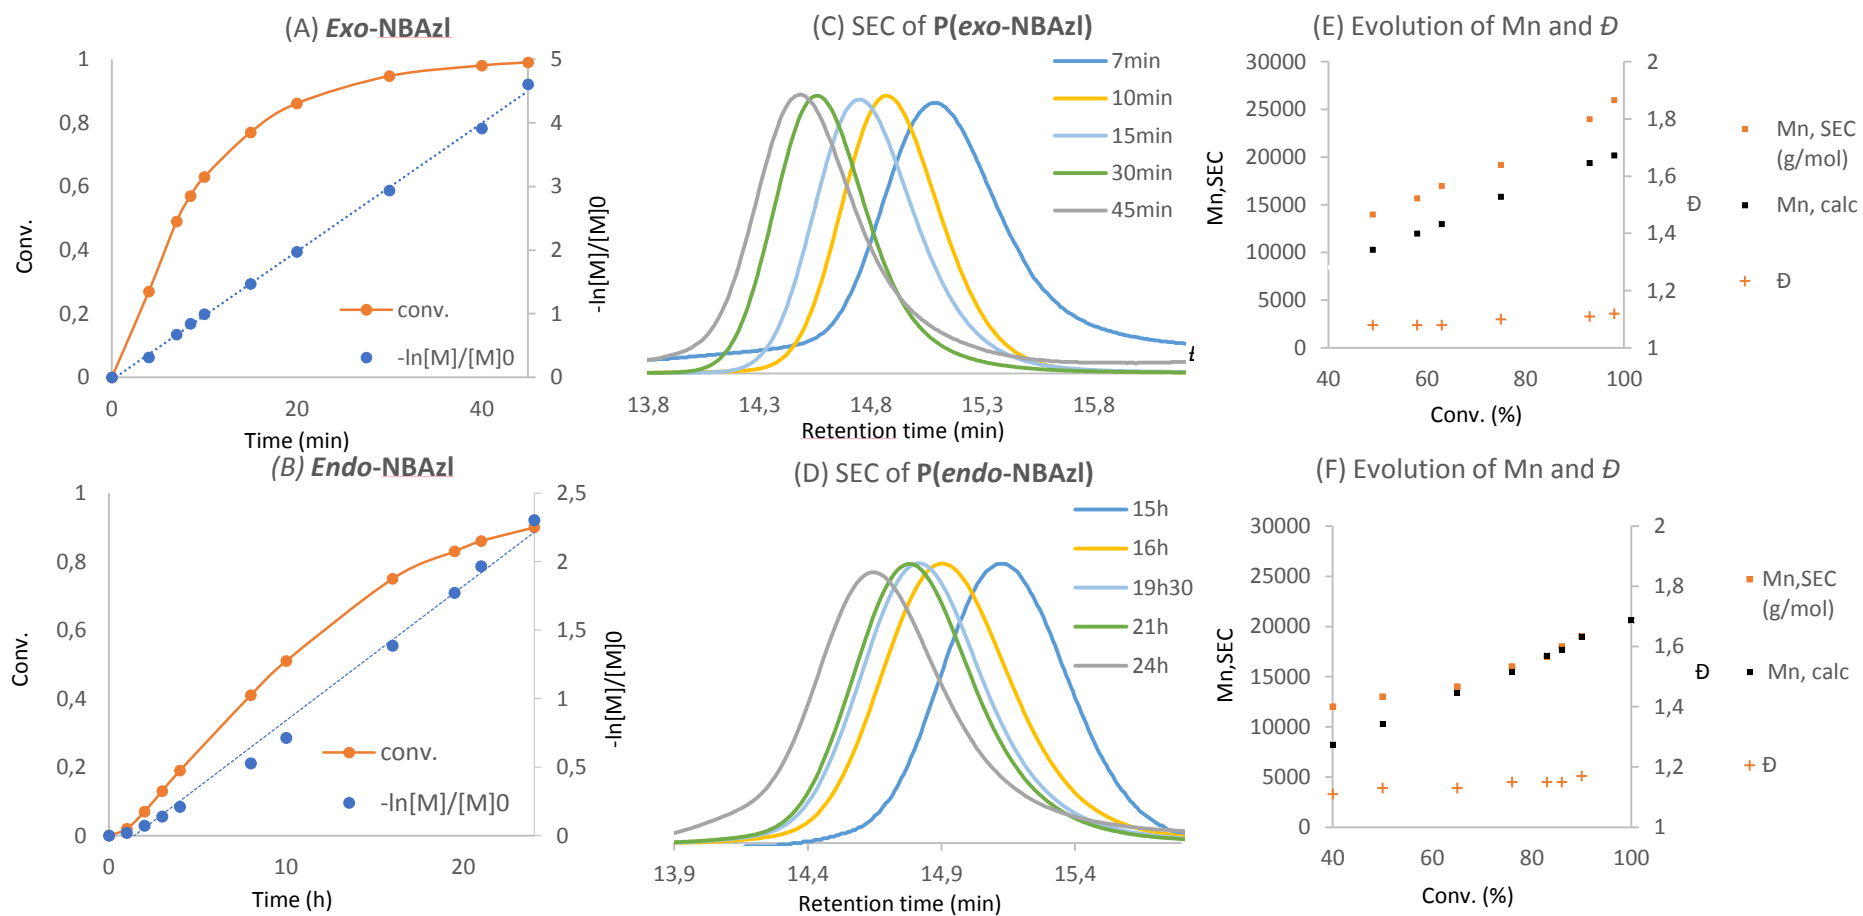 (A) Exo-NBAzl
1
0,8
0,6
0,4
0,2
0
Conv.
5
4
3
2
1
0
-ln[M]/[M]0
conv.
-ln[M]/[M]0
0
20
40
Time (min)
(C) SEC of P(exo-NBAzl)
7min
10min
15min
30min
45min
Đ
13,8
14,3
14,8
15,3
15,8
Retention time (min)
(E) Evolution of Mn and Đ
30000
25000
20000
15000
10000
5000
0
Mn,SEC
2
1,8
1,6
1,4
1,2
1
Đ
Mn, SEC
(g/mol)
Mn, calc
Đ
40
60
80
100
Conv. (%)
(B) Endo-NBAzl
1
0,8
0,6
0,4
0,2
0
Conv.
2,5
2
1,5
1
0,5
0
-ln[M]/[M]0
conv.
-ln[M]/[M]0
0
10
20
Time (h)
(D) SEC of P(endo-NBAzl)
15h
16h
19h30
21h
24h
13,9
14,4
14,9
15,4
Retention time (min)
(F) Evolution of Mn and Đ
30000
25000
20000
15000
10000
5000
0
Mn,SEC
2
1,8
1,6
1,4
1,2
1
Đ
Mn,SEC
(g/mol)
Mn, calc
Đ
40
60
80
100
Conv. (%)